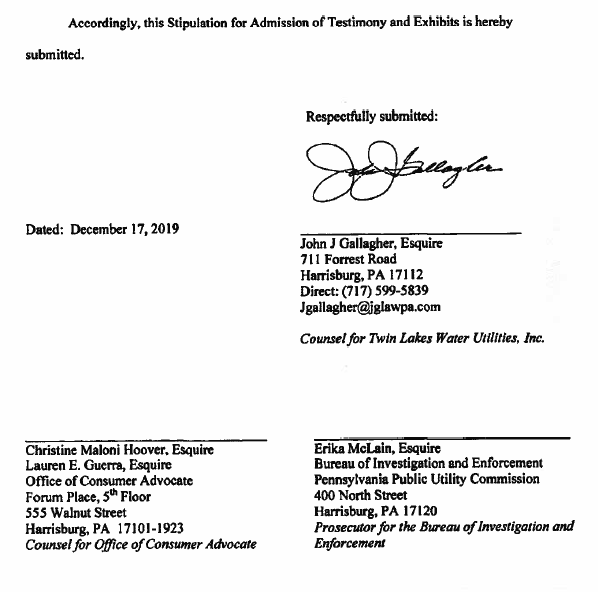 Accordingly, this Stipulation for Admission of Testimony and Exhibits is hereby
submitted.
Respectfully submitted:
John J Gallagher
Dated: December 17, 2019
John J Gallagher, Esquire
711 Forrest Road
Harrisburg, PA 17112
Direct: (717) 599-5839
Jgallagher@jglawpa.com
Counsel for Twin Lakes Water Utilities, Inc.
Christine Maloni Hoover, Esquire
Lauren E. Guerra, Esquire
Office of Consumer Advocate
Forum Place, 5th Floor
555 Walnut Street
Harrisburg, PA 17101-1923
Counsel for Office of Consumer Advocate
Erika McLain, Esquire
Bureau of Investigation and Enforcement
Pennsylvania Public Utility Commission
400 North Street
Harrisburg, PA 17120
Prosecutor for the Bureau of Investigation and
Enforcement